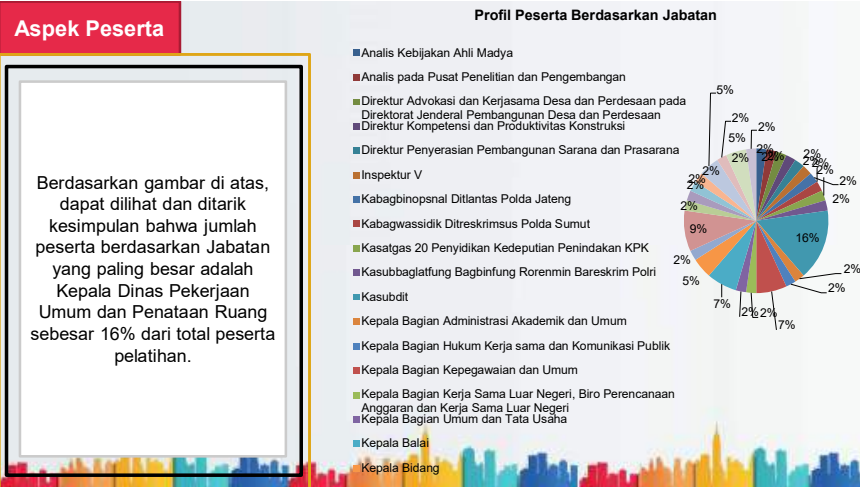 Aspek Peserta
Berdasarkan gambar di atas,
dapat dilihat dan ditarik
kesimpulan bahwa jumlah
peserta berdasarkan Jabatan
yang paling besar adalah
Kepala Dinas Pekerjaan
Umum dan Penataan Ruang
sebesar 16% dari total peserta
pelatihan.
Profil Peserta Berdasarkan Jabatan
Analis Kebijakan Ahli Madya
Analis pada Pusat Penelitian dan Pengembangan
Direktur Advokasi dan Kerjasama Desa dan Perdesaan pada
Direktorat Jenderal Pembangunan Desa dan Perdesaan
Direktur Kompetensi dan Produktivitas Konstruksi
Direktur Penyerasian Pembangunan Sarana dan Prasarana
Inspektur V
Kabagbinopsnal Ditlantas Polda Jateng
Kabagwassidik Ditreskrimsus Polda Sumut
Kasatgas 20 Penyidikan Kedeputian Penindakan KPK
Kasubbaglatfung Bagbinfung Rorenmin Bareskrim Polri
Kasubdit
Kepala Bagian Administrasi Akademik dan Umum
Kepala Bagian Hukum Kerja sama dan Komunikasi Publik
Kepala Bagian Kepegawaian dan Umum
Kepala Bagian Kerja Sama Luar Negeri, Biro Perencanaan
Anggaran dan Kerja Sama Luar Negeri
Kepala Bagian Umum dan Tata Usaha
Kepala Balai
Kepala Bidang
5%
2%
2%
5%
2%
2%
2%
2%
2%
2%
2%
2%
2%
16%
2%
2%
7%
2%
2%
7%
5%
2%
9%
2%
2%
2%
2%